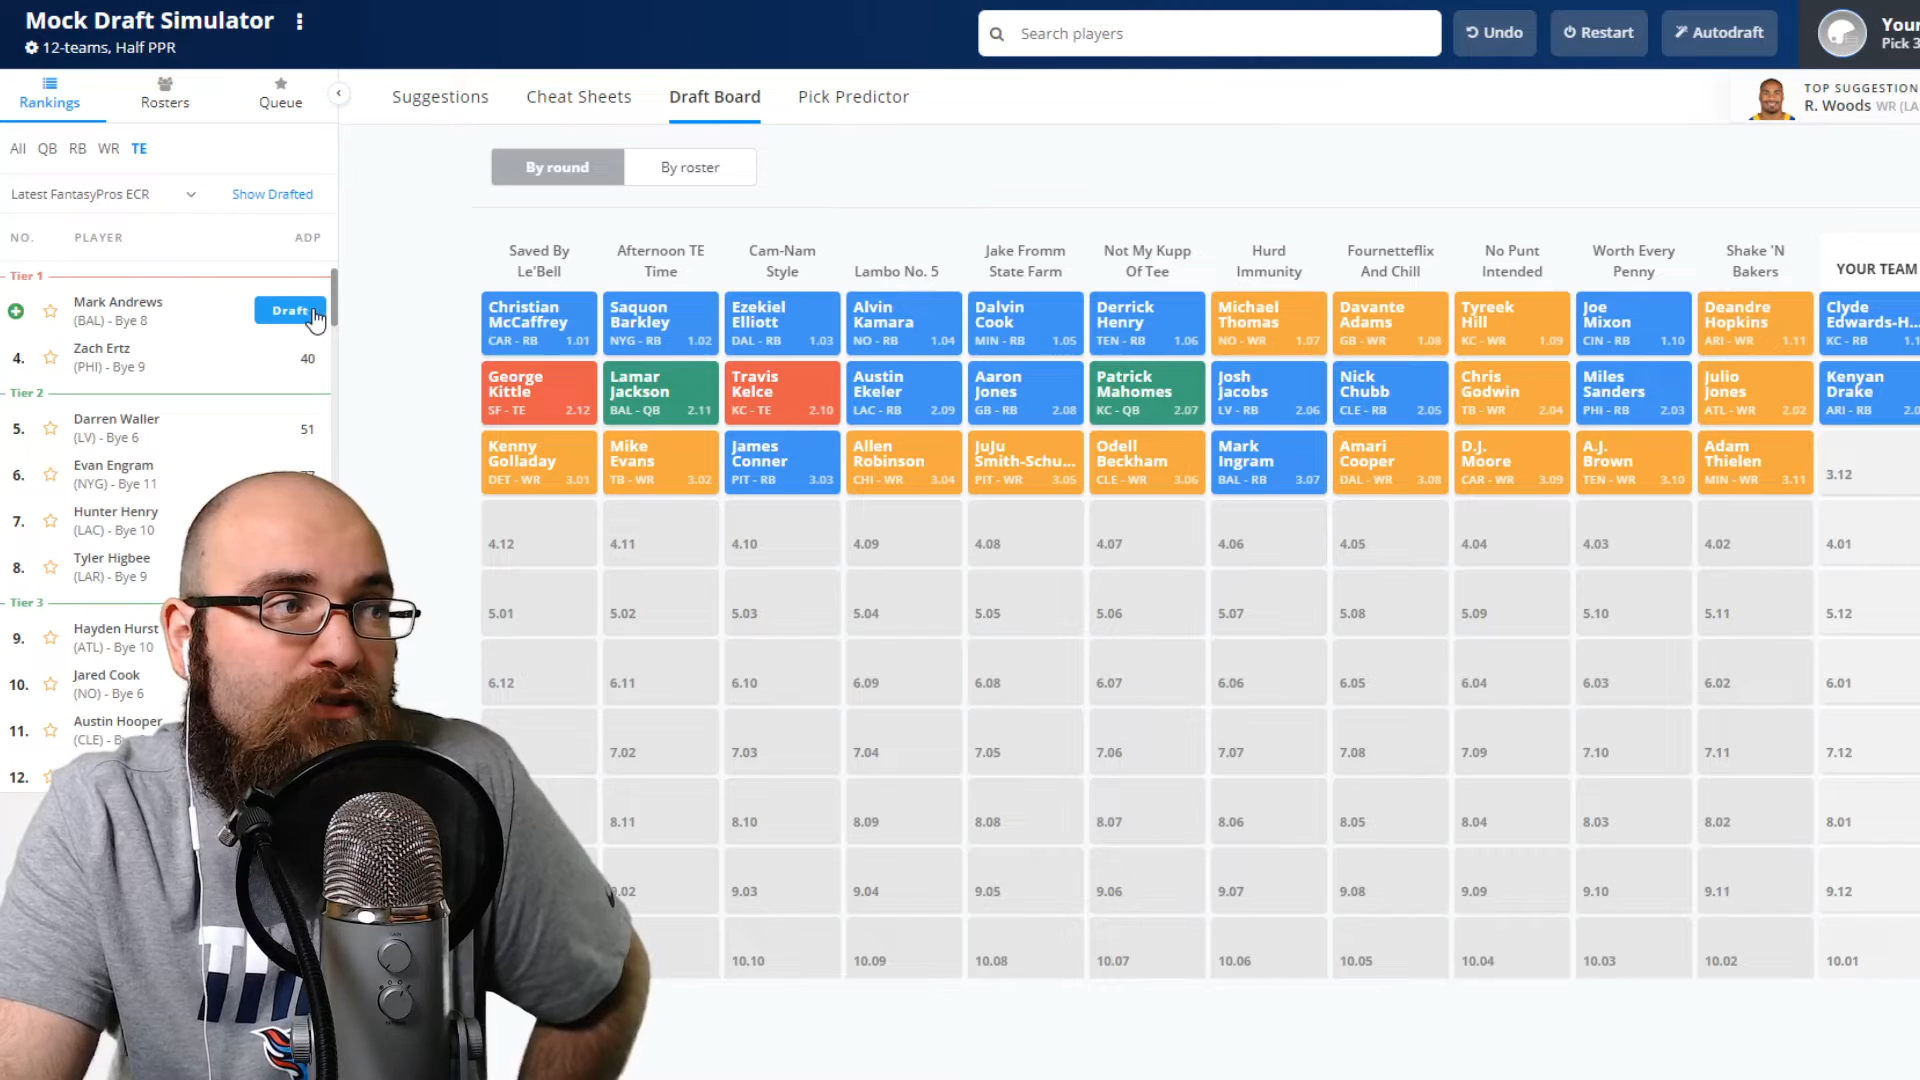 Mock Draft Simulator
12-teams, Half PPR
Search players
Undo
Restart
Autodraft
Your
Pick 3
Rankings
Rosters
Queue
Suggestions
Cheat Sheets
Draft Board
Pick Predictor
TOP SUGGESTION
R. Woods WR (LA
All QB RB WR TE
Latest FantasyPros ECR
Show Drafted
NO. PLAYER ADP
Tier 1
Mark Andrews
(BAL) - Bye 8
Draft
4. Zach Ertz
(PHI) - Bye 9
40
Tier 2
5. Darren Waller
(LV) - Bye 6
51
6. Evan Engram
(NYG) - Bye 11
7. Hunter Henry
(LAC) - Bye 10
8. Tyler Higbee
(LAR) - Bye 9
Tier 3
9. Hayden Hurst
(ATL) - Bye 10
10. Jared Cook
(NO) - Bye 6
11. Austin Hooper
(CLE) - B
12.
By round
By roster
Saved By
Le'Bell
Afternoon TE
Time
Cam-Nam
Style
Lambo No. 5
Jake Fromm
State Farm
Not My Kupp
Of Tee
Hurd
Immunity
Fournetteflix
And Chill
No Punt
Intended
Worth Every
Penny
Shake 'N
Bakers
YOUR TEAM
Christian
McCaffrey
CAR - RB 1.01
Saquon
Barkley
NYG - RB 1.02
Ezekiel
Elliott
DAL - RB 1.03
Alvin
Kamara
NO - RB 1.04
Dalvin
Cook
MIN - RB 1.05
Derrick
Henry
TEN - RB 1.06
Michael
Thomas
NO - WR 1.07
Davante
Adams
GB - WR 1.08
Tyreek
Hill
KC - WR 1.09
Joe
Mixon
CIN - RB 1.10
Deandre
Hopkins
ARI - WR 1.11
Clyde
Edwards-H...
KC - RB 1.1
George
Kittle
SF - TE 2.12
Lamar
Jackson
BAL - QB 2.11
Travis
Kelce
KC - TE 2.10
Austin
Ekeler
LAC - RB 2.09
Aaron
Jones
GB - RB 2.08
Patrick
Mahomes
KC - QB 2.07
Josh
Jacobs
LV - RB 2.06
Nick
Chubb
CLE - RB 2.05
Chris
Godwin
TB - WR 2.04
Miles
Sanders
PHI - RB 2.03
Julio
Jones
ATL - WR 2.02
Kenyan
Drake
ARI - RB 2.0
Kenny
Golladay
DET - WR 3.01
Mike
Evans
TB - WR 3.02
James
Conner
PIT - RB 3.03
Allen
Robinson
CHI - WR 3.04
JuJu
Smith-Schu...
PIT - WR 3.05
Odell
Beckham
CLE - WR 3.06
Mark
Ingram
BAL - RB 3.07
Amari
Cooper
DAL - WR 3.08
D.J.
Moore
CAR - WR 3.09
A.J.
Brown
TEN - WR 3.10
Adam
Thielen
MIN - WR 3.11
3.12
4.12 4.11 4.10 4.09 4.08 4.07 4.06 4.05 4.04 4.03 4.02 4.01
5.01 5.02 5.03 5.04 5.05 5.06 5.07 5.08 5.09 5.10 5.11 5.12
6.12 6.11 6.10 6.09 6.08 6.07 6.06 6.05 6.04 6.03 6.02 6.01
7.02 7.03 7.04 7.05 7.06 7.07 7.08 7.09 7.10 7.11 7.12
8.11 8.10 8.09 8.08 8.07 8.06 8.05 8.04 8.03 8.02 8.01
9.02 9.03 9.04 9.05 9.06 9.07 9.08 9.09 9.10 9.11 9.12
10.10 10.09 10.08 10.07 10.06 10.05 10.04 10.03 10.02 10.01